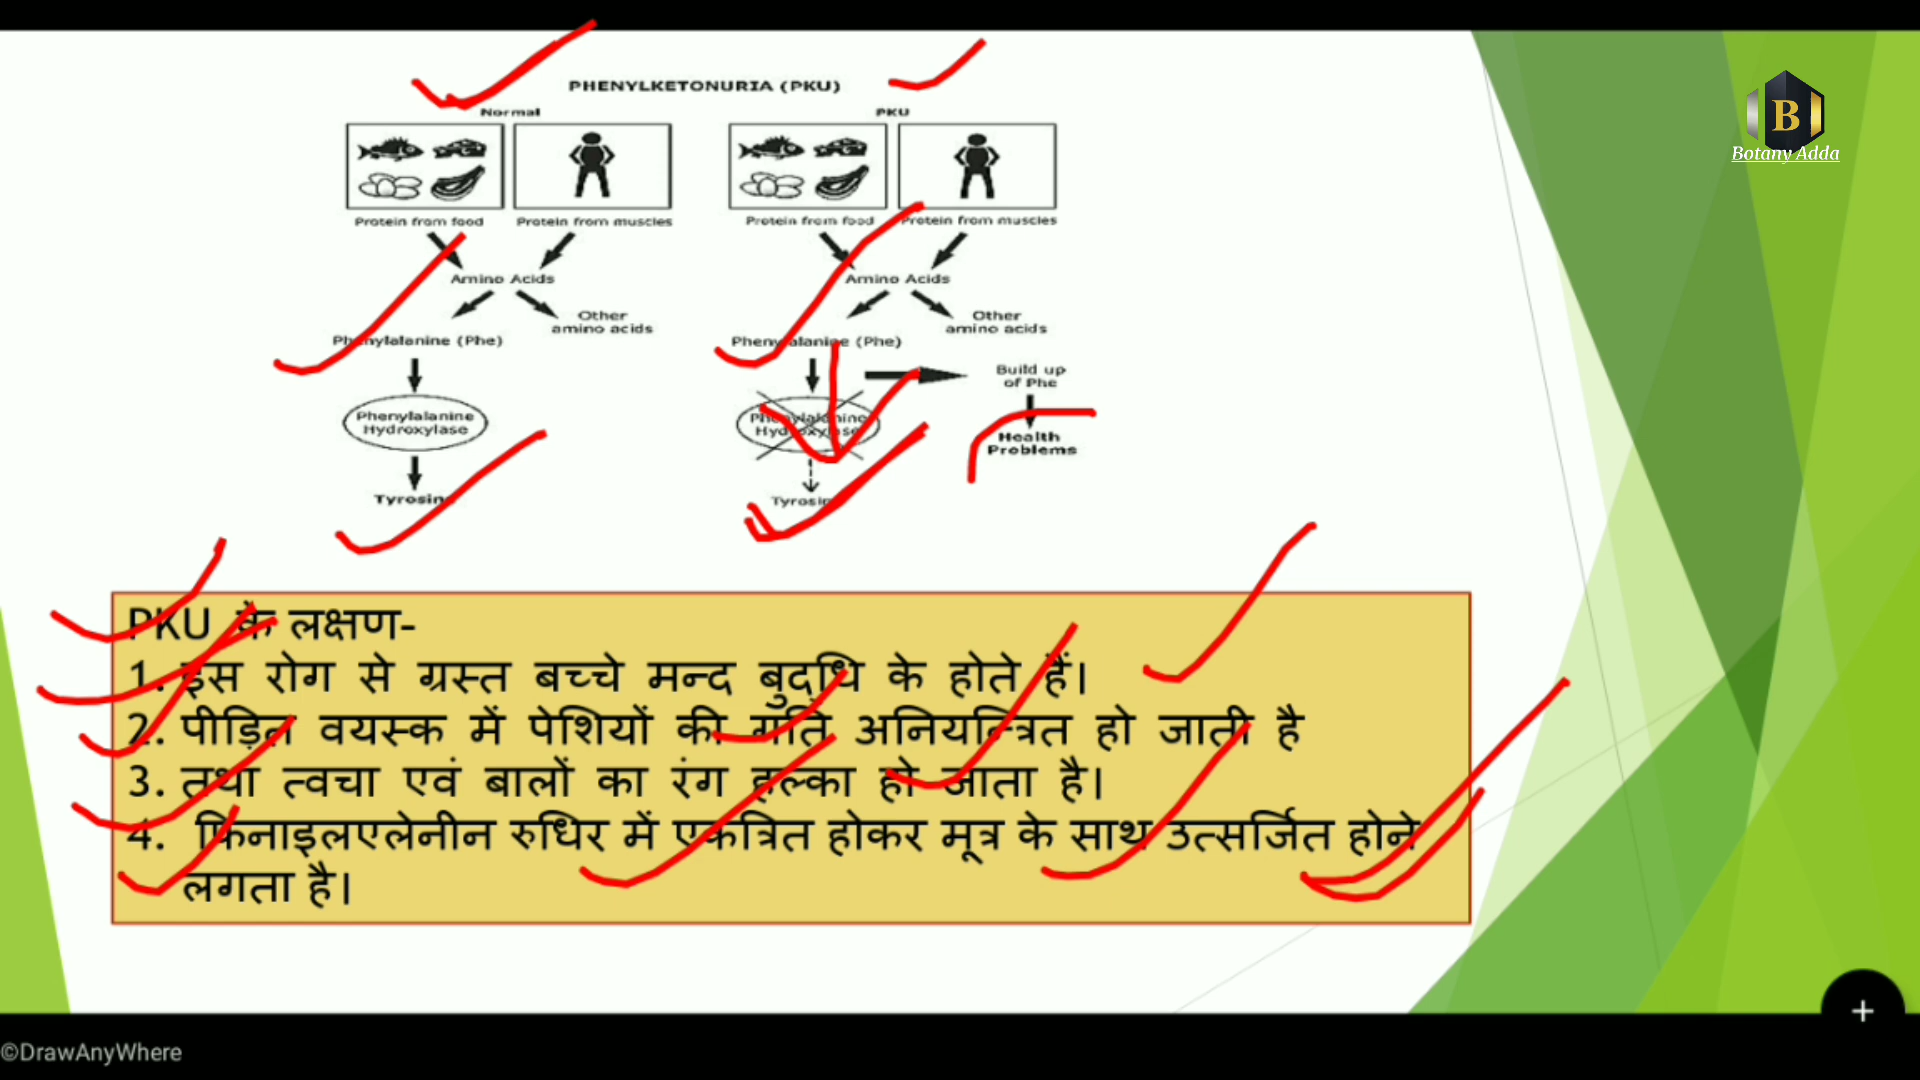 PHENYLKETONURIA (PKU)
Normal
PKU
Protein from food
Protein from muscles
Protein from food
Protein from muscles
Amino Acids
Amino Acids
Other
amino acids
Other
amino acids
Phenylalanine (Phe)
Phenylalanine (Phe)
Build up
of Phe
Phenylalanine
Hydroxylase
Phenylalanine
Hydroxylase
Health
Problems
Tyrosine
Tyrosine
B
Botany Adda
PKU के लक्षण-
1. इस रोग से ग्रस्त बच्चे मन्द बुद्धि के होते हैं।
2. पीड़ित वयस्क में पेशियों की गति अनियन्त्रित हो जाती है
3. तथा त्वचा एवं बालों का रंग हल्का हो जाता है।
4. फिनाइलएलेनीन रुधिर में एकत्रित होकर मूत्र के साथ उत्सर्जित होने
लगता है।
+
©DrawAnyWhere